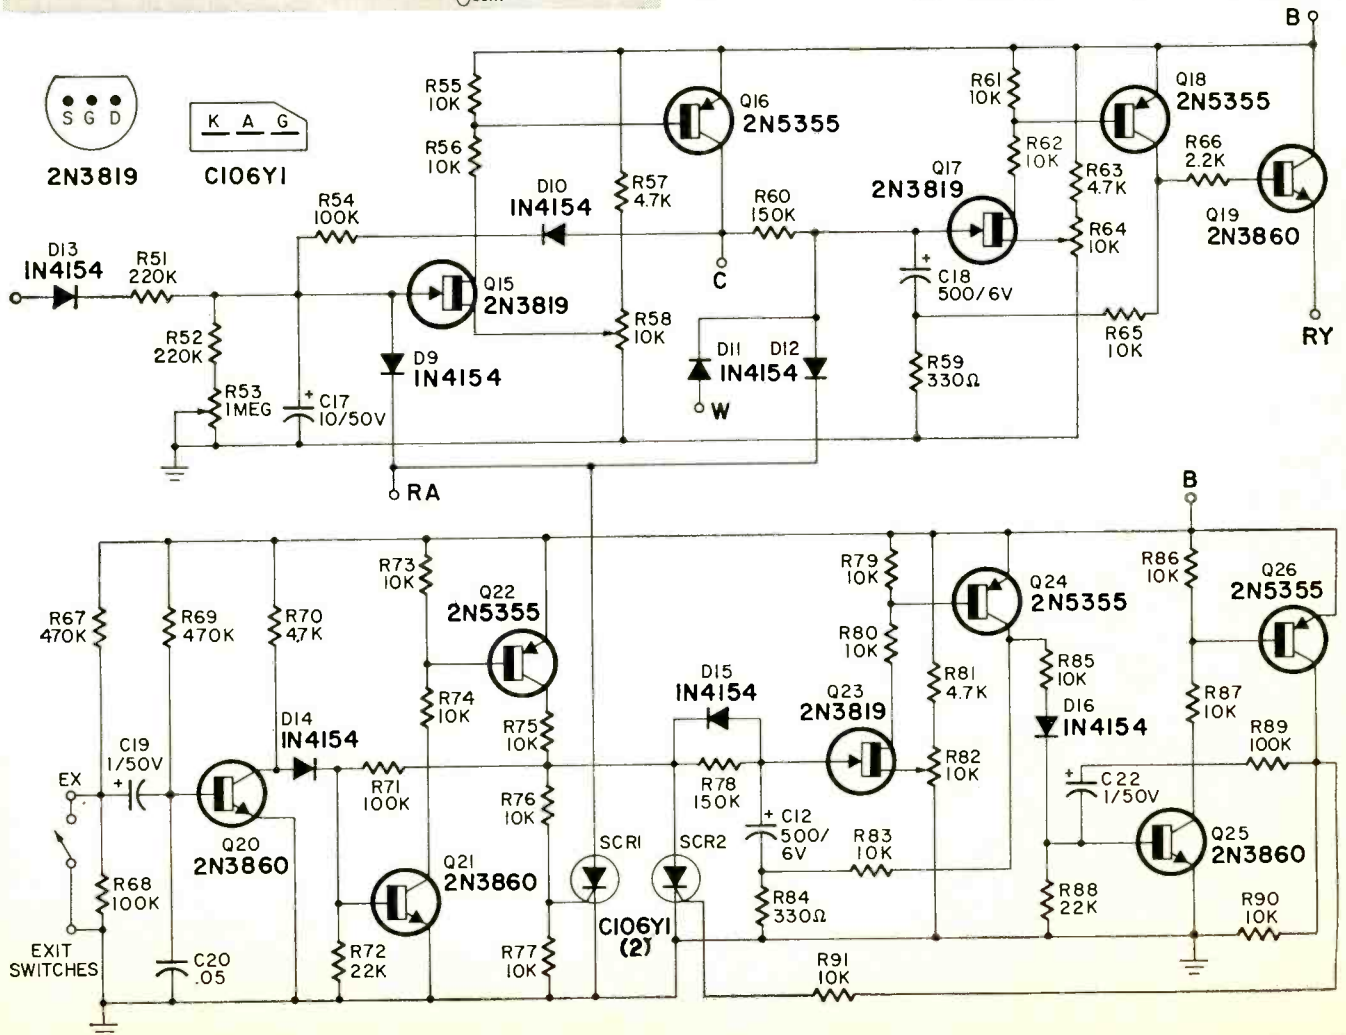 B
S G D
2N3819
K A G
C106Y1
R55
10K
R56
10K
Q16
2N5355
R61
10K
R62
10K
Q18
2N5355
R66
2.2K
Q19
2N3860
R54
100K
D10
1N4154
R57
4.7K
R60
150K
Q17
2N3819
R63
4.7K
R64
10K
D13
1N4154
R51
220K
Q15
2N3819
C
+
C18
500/6V
R65
10K
RY
R52
220K
R58
10K
D9
1N4154
D11
D12
1N4154
R59
330Ω
R53
1MEG
+
C17
10/50V
W
RA
B
R73
10K
Q22
2N5355
R79
10K
Q24
2N5355
R86
10K
Q26
2N5355
R67
470K
R69
470K
R70
4.7K
R80
10K
R85
10K
R74
10K
D15
1N4154
Q23
2N3819
R81
4.7K
D16
1N4154
R87
10K
R89
100K
D14
1N4154
R75
10K
C19
1/50V
EX
+
R71
100K
R78
150K
R82
10K
+
C22
1/50V
R76
10K
+
C12
500/
6V
R83
10K
Q20
2N3860
Q21
2N3860
SCR1
SCR2
Q25
2N3860
R68
100K
R84
330Ω
R88
22K
R90
10K
C106Y1
(2)
EXIT
SWITCHES
C20
.05
R72
22K
R77
10K
R91
10K